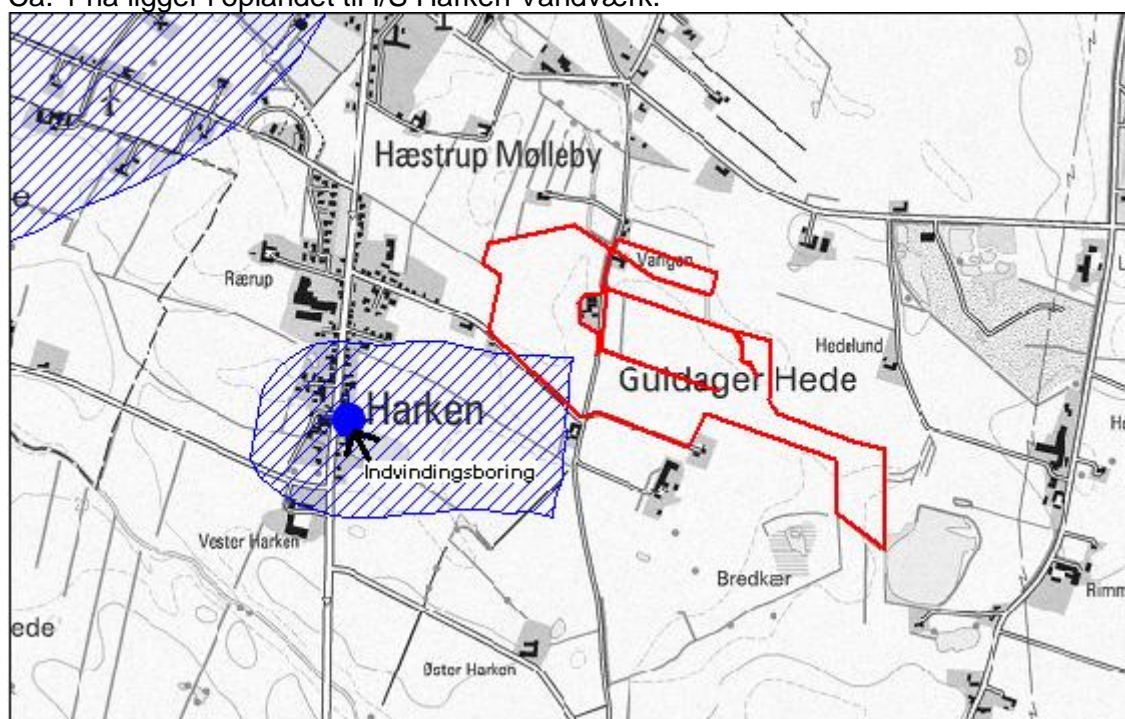 Ca. 1 ha ligger i oplandet til I/S Harken Vandværk.
Hæstrup Mølleby
Vangen
Rærup
Hedelund
Guldager Hede
Harken
Indvindingsboring
Vester Harken
Bredkær
Øster Harken
ede